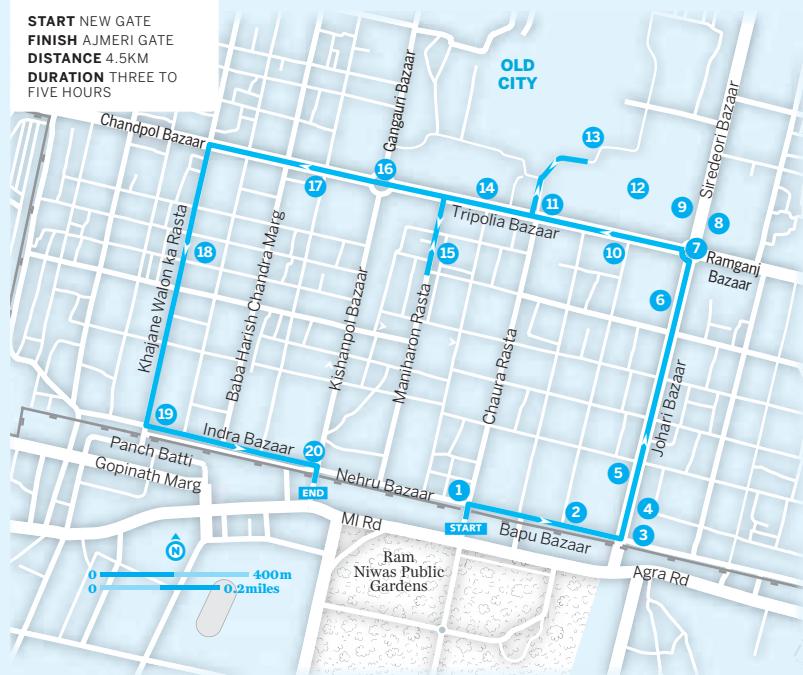 START NEW GATE
FINISH AJMERI GATE
DISTANCE 4.5KM
DURATION THREE TO
FIVE HOURS
OLD
CITY
Gangauri Bazaar
Chandpol Bazaar
Siredeori Bazaar
13
16
17
14
12
11
9
8
Tripolia Bazaar
10
7
Ramganj
Bazaar
18
15
6
Khajane Walon ka Rasta
Baba Harish Chandra Marg
Kishanpol Bazaar
Maniharon Rasta
Chaura Rasta
Johari Bazaar
19
Indra Bazaar
20
5
Panch Batti
Gopinath Marg
Nehru Bazaar
1
END
START
2
4
3
Bapu Bazaar
MI Rd
N
Ram
Niwas Public
Gardens
Agra Rd
0 400m
0 0.2miles